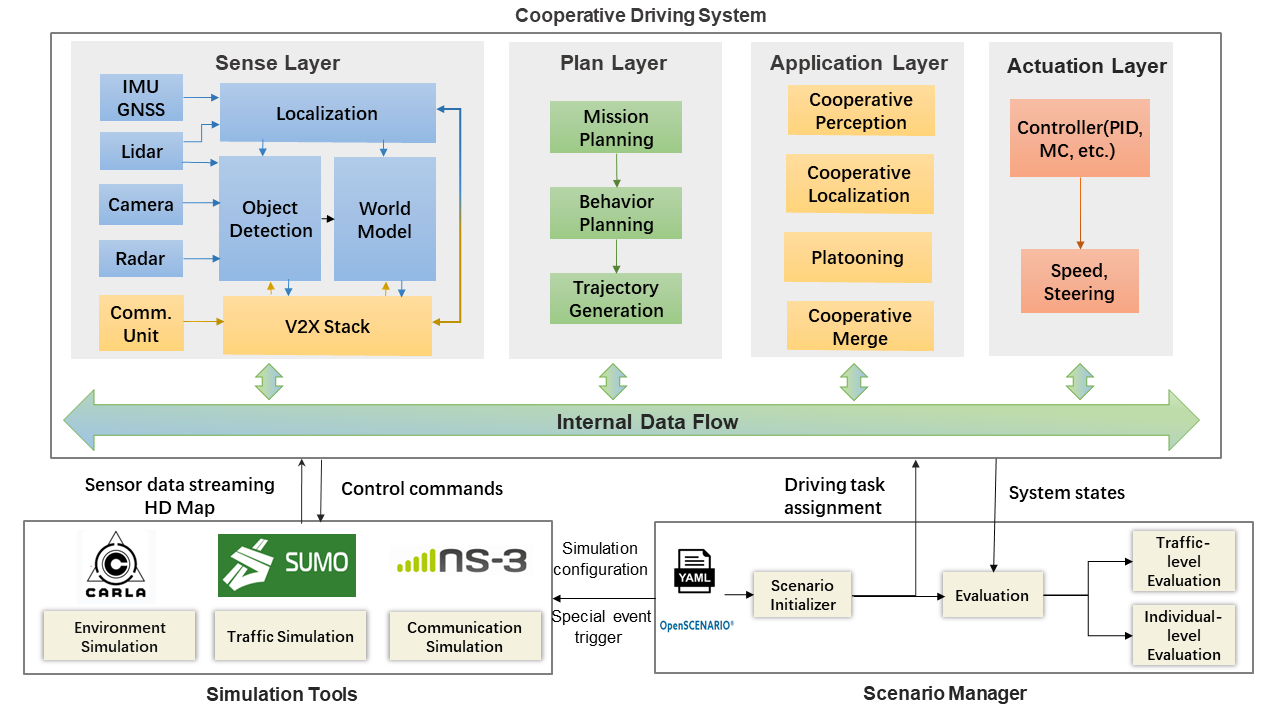 Cooperative Driving System
Sense Layer
IMU
GNSS
Lidar
Camera
Radar
Comm.
Unit
Localization
Object
Detection
World
Model
V2X Stack
Plan Layer
Mission
Planning
Behavior
Planning
Trajectory
Generation
Application Layer
Cooperative
Perception
Cooperative
Localization
Platooning
Cooperative
Merge
Actuation Layer
Controller(PID,
MC, etc.)
Speed,
Steering
Internal Data Flow
Sensor data streaming
HD Map
Control commands
Driving task
assignment
System states
CARLA
SUMO
ns-3
Environment
Simulation
Traffic Simulation
Communication
Simulation
Simulation Tools
Simulation
configuration
Special event
trigger
YAML
OpenSCENARIO®
Scenario
Initializer
Evaluation
Traffic-
level
Evaluation
Individual-
level
Evaluation
Scenario Manager